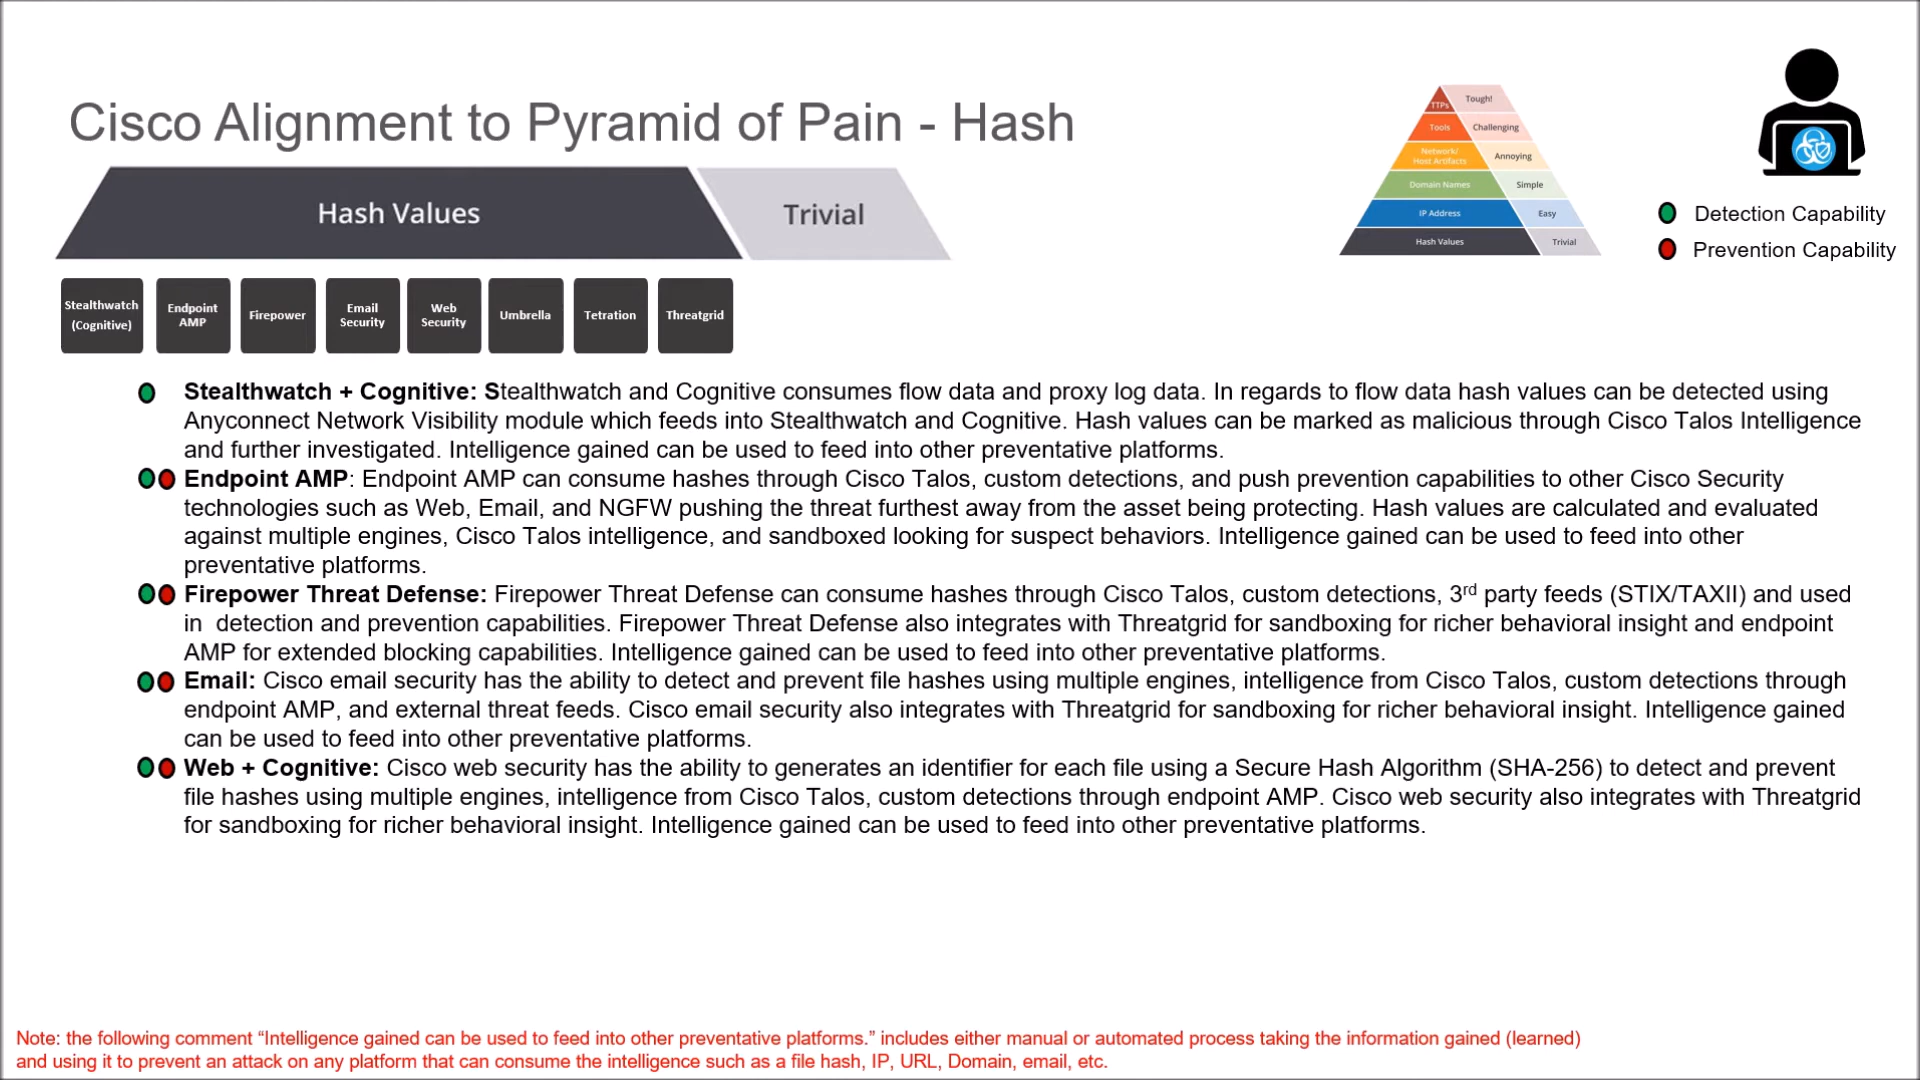 Cisco Alignment to Pyramid of Pain - Hash
Hash Values
Trivial
TTPs
Tough!
Tools
Challenging
Network/
Host Artifacts
Annoying
Domain Names
Simple
IP Address
Easy
Hash Values
Trivial
Detection Capability
Prevention Capability
Stealthwatch
(Cognitive)
Endpoint
AMP
Firepower
Email
Security
Web
Security
Umbrella
Tetration
Threatgrid
Stealthwatch + Cognitive: Stealthwatch and Cognitive consumes flow data and proxy log data. In regards to flow data hash values can be detected using
Anyconnect Network Visibility module which feeds into Stealthwatch and Cognitive. Hash values can be marked as malicious through Cisco Talos Intelligence
and further investigated. Intelligence gained can be used to feed into other preventative platforms.
Endpoint AMP: Endpoint AMP can consume hashes through Cisco Talos, custom detections, and push prevention capabilities to other Cisco Security
technologies such as Web, Email, and NGFW pushing the threat furthest away from the asset being protecting. Hash values are calculated and evaluated
against multiple engines, Cisco Talos intelligence, and sandboxed looking for suspect behaviors. Intelligence gained can be used to feed into other
preventative platforms.
Firepower Threat Defense: Firepower Threat Defense can consume hashes through Cisco Talos, custom detections, 3rd party feeds (STIX/TAXII) and used
in  detection and prevention capabilities. Firepower Threat Defense also integrates with Threatgrid for sandboxing for richer behavioral insight and endpoint
AMP for extended blocking capabilities. Intelligence gained can be used to feed into other preventative platforms.
Email: Cisco email security has the ability to detect and prevent file hashes using multiple engines, intelligence from Cisco Talos, custom detections through
endpoint AMP, and external threat feeds. Cisco email security also integrates with Threatgrid for sandboxing for richer behavioral insight. Intelligence gained
can be used to feed into other preventative platforms.
Web + Cognitive: Cisco web security has the ability to generates an identifier for each file using a Secure Hash Algorithm (SHA-256) to detect and prevent
file hashes using multiple engines, intelligence from Cisco Talos, custom detections through endpoint AMP. Cisco web security also integrates with Threatgrid
for sandboxing for richer behavioral insight. Intelligence gained can be used to feed into other preventative platforms.
Note: the following comment “Intelligence gained can be used to feed into other preventative platforms.” includes either manual or automated process taking the information gained (learned)
and using it to prevent an attack on any platform that can consume the intelligence such as a file hash, IP, URL, Domain, email, etc.